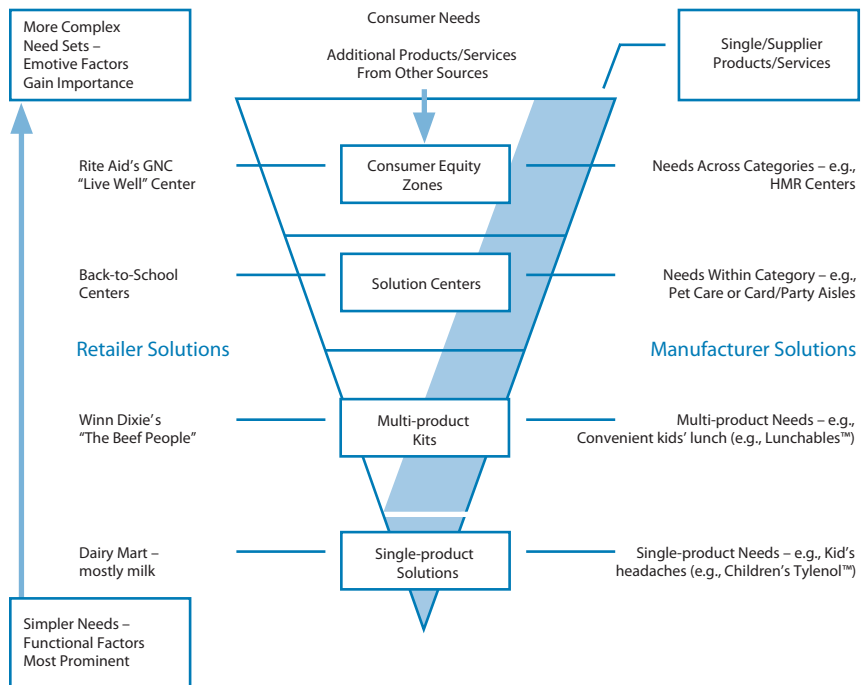 More Complex
Need Sets –
Emotive Factors
Gain Importance
Consumer Needs
Additional Products/Services
From Other Sources
Single/Supplier
Products/Services
Rite Aid's GNC
“Live Well” Center
Consumer Equity
Zones
Needs Across Categories – e.g.,
HMR Centers
Back-to-School
Centers
Solution Centers
Needs Within Category – e.g.,
Pet Care or Card/Party Aisles
Retailer Solutions
Manufacturer Solutions
Winn Dixie's
“The Beef People”
Multi-product
Kits
Multi-product Needs – e.g.,
Convenient kids' lunch (e.g., Lunchables™)
Dairy Mart –
mostly milk
Single-product
Solutions
Single-product Needs – e.g., Kid's
headaches (e.g., Children's Tylenol™)
Simpler Needs –
Functional Factors
Most Prominent